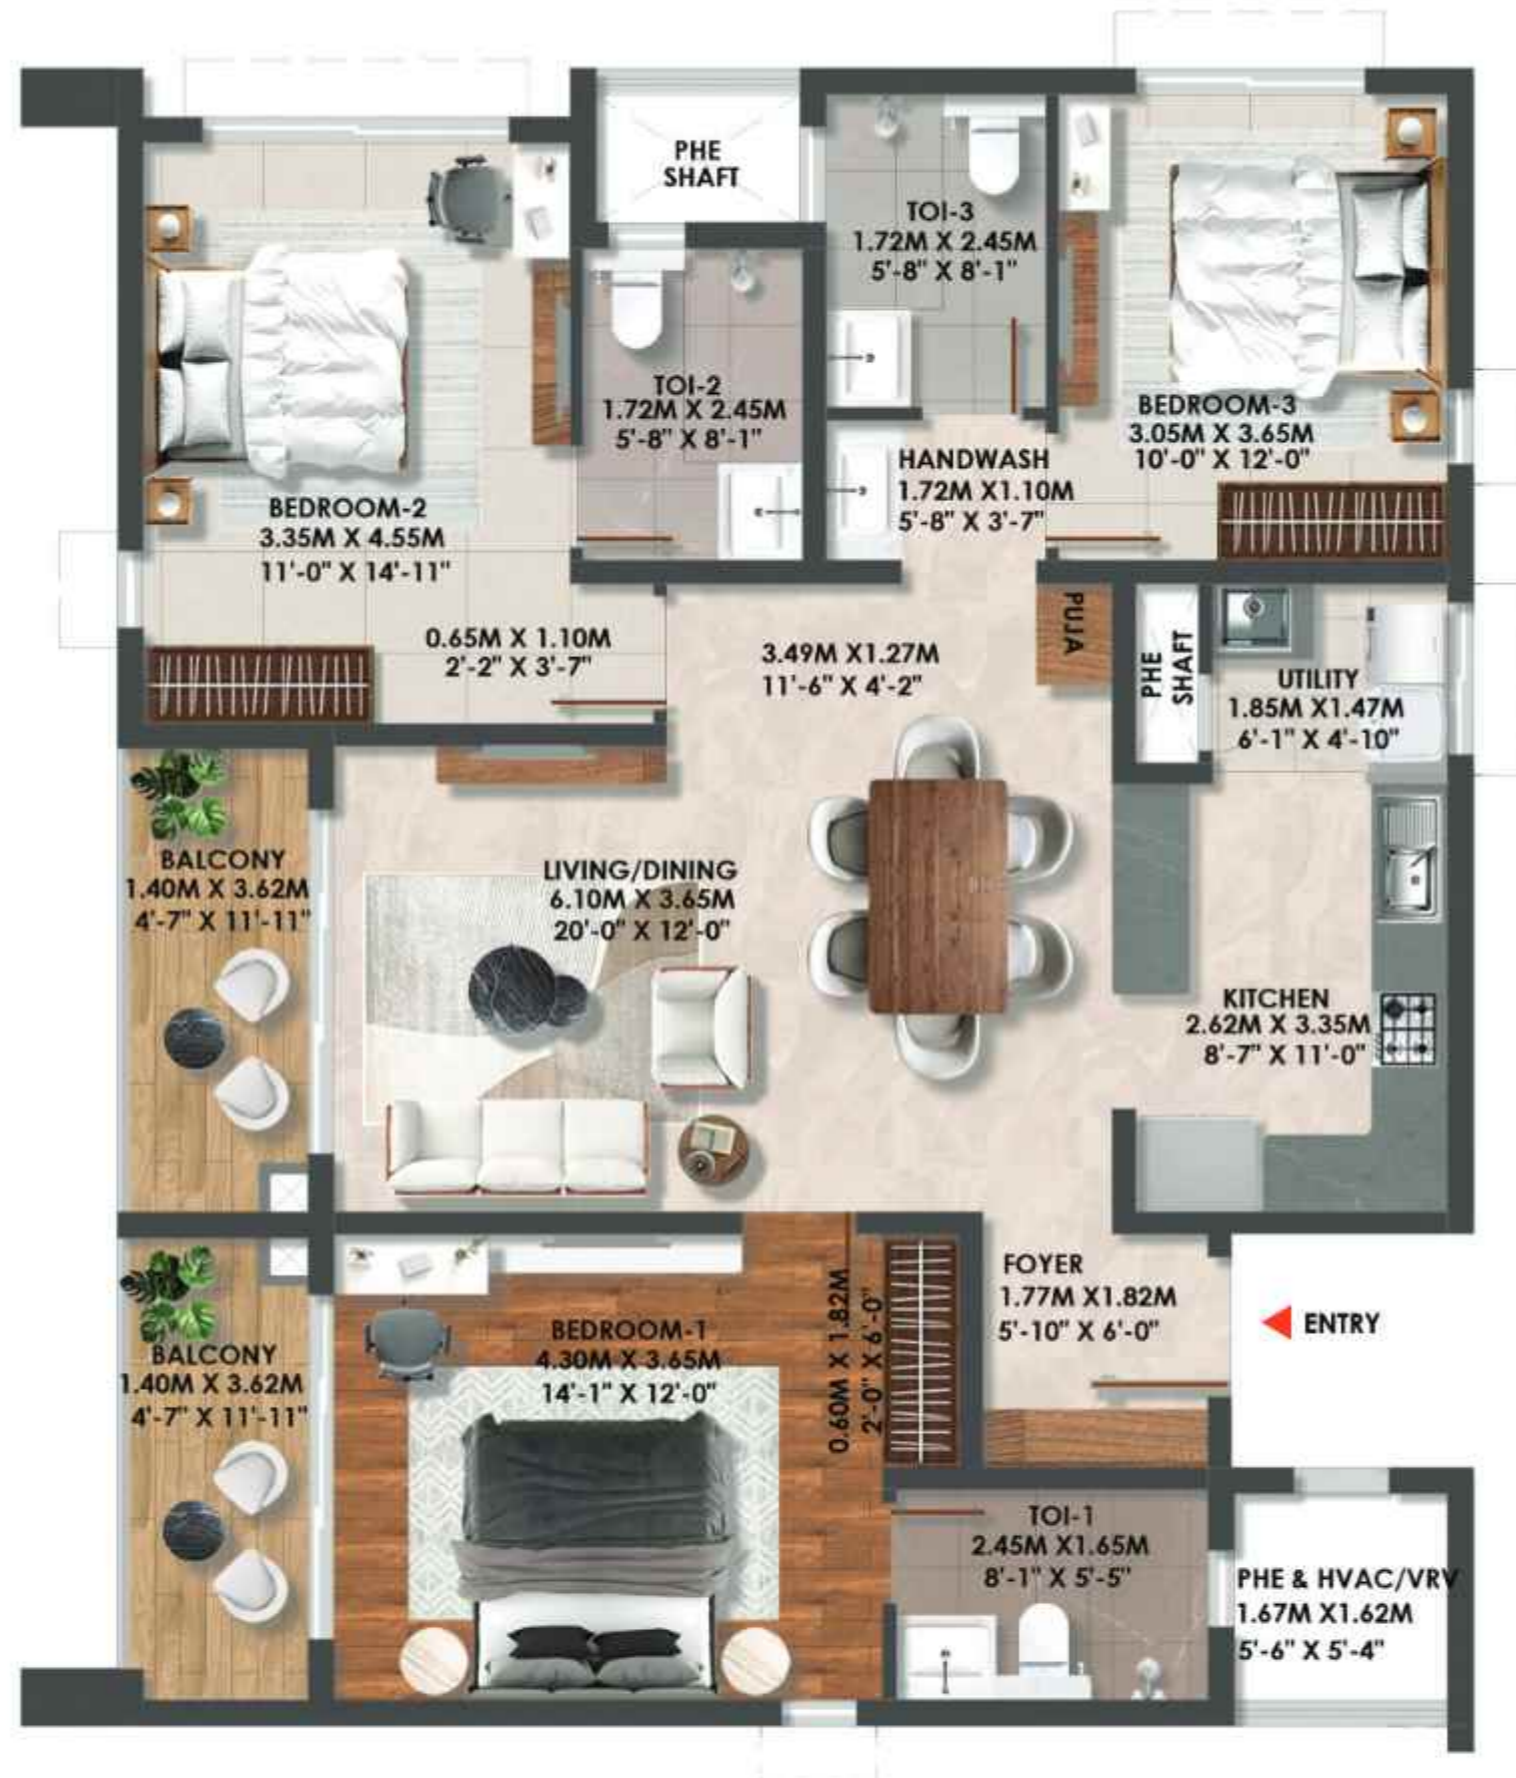 PHE
SHAFT
TOI-3
1.72M X 2.45M
5'-8" X 8'-1"
TOI-2
1.72M X 2.45M
5'-8" X 8'-1"
BEDROOM-3
3.05M X 3.65M
10'-0" X 12'-0"
HANDWASH
1.72M X1.10M
5'-8" X 3'-7"
BEDROOM-2
3.35M X 4.55M
11'-0" X 14'-11"
0.65M X 1.10M
2'-2" X 3'-7"
3.49M X1.27M
11'-6" X 4'-2"
PUJA
PHE
SHAFT
UTILITY
1.85M X1.47M
6'-1" X 4'-10"
BALCONY
1.40M X 3.62M
4'-7" X 11'-11"
LIVING/DINING
6.10M X 3.65M
20'-0" X 12'-0"
KITCHEN
2.62M X 3.35M
8'-7" X 11'-0"
FOYER
1.77M X1.82M
5'-10" X 6'-0"
ENTRY
BALCONY
1.40M X 3.62M
4'-7" X 11'-11"
BEDROOM-1
4.30M X 3.65M
14'-1" X 12'-0"
0.60M X 1.82M
2'-0" X 6'-0"
TOI-1
2.45M X1.65M
8'-1" X 5'-5"
PHE & HVAC/VRV
1.67M X1.62M
5'-6" X 5'-4"